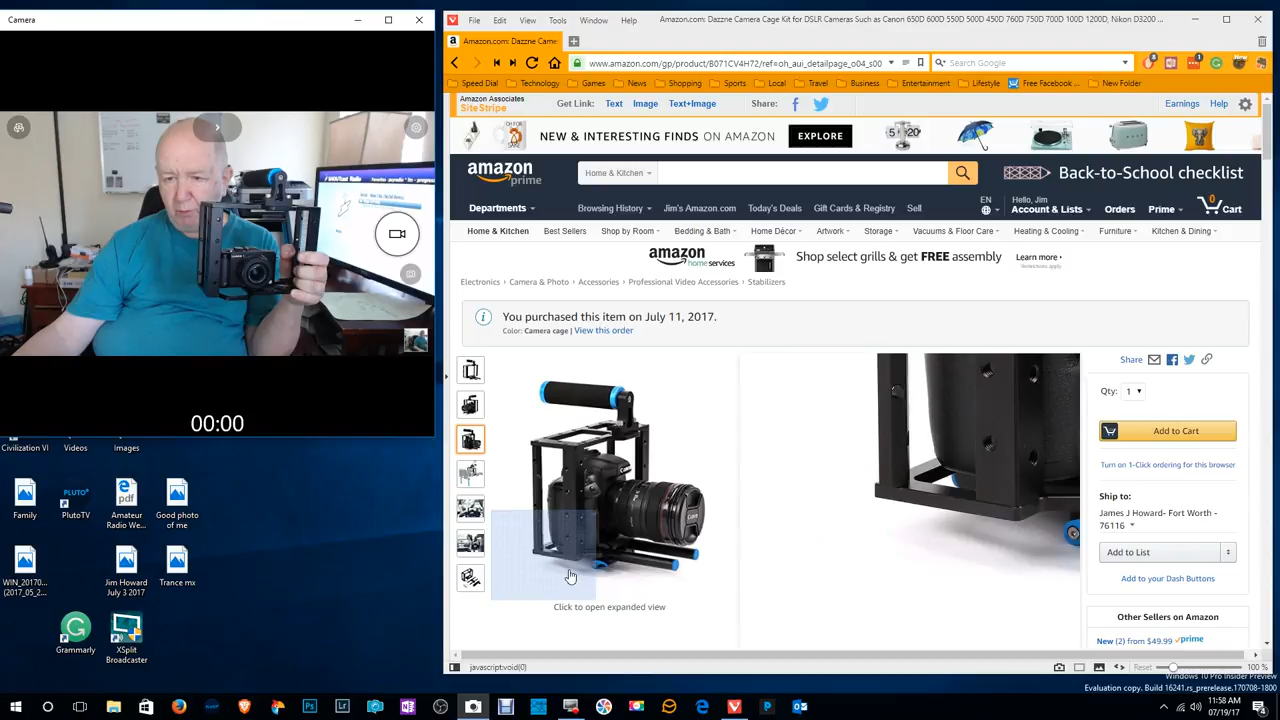 Camera
00:00
Civilization VI
Videos
Images
Family
PlutoTV
Amateur
Radio We...
Good photo
of me
WIN_20170...
(2017_05_2...
Jim Howard
July 3 2017
Trance mx
Grammarly
XSplit
Broadcaster
File Edit View Tools Window Help
Amazon.com: Dazzne Camera Cage Kit for DSLR Cameras Such as Canon 650D 600D 550D 500D 450D 760D 750D 700D 100D 1200D, Nikon D3200 ...
Amazon.com: Dazzne Came
www.amazon.com/gp/product/B071CV4H72/ref=oh_aui_detailpage_o04_s00
Search Google
Speed Dial Technology Games News Shopping Sports Local Travel Business Entertainment Lifestyle Free Facebook ... New Folder
Amazon Associates
SiteStripe
Get Link: Text Image Text+Image Share:
Earnings Help
NEW & INTERESTING FINDS ON AMAZON EXPLORE
amazon prime
Home & Kitchen
Back-to-School checklist
Departments
Browsing History Jim's Amazon.com Today's Deals Gift Cards & Registry Sell
EN
Hello, Jim
Account & Lists Orders Prime
0
Cart
Home & Kitchen Best Sellers Shop by Room Bedding & Bath Home Décor Artwork Storage Vacuums & Floor Care Heating & Cooling Furniture Kitchen & Dining
amazon
home services
Shop select grills & get FREE assembly
Learn more
Electronics Camera & Photo Accessories Professional Video Accessories Stabilizers
You purchased this item on July 11, 2017.
Color: Camera cage | View this order
Share
Qty: 1
Add to Cart
Turn on 1-Click ordering for this browser
Ship to:
James J Howard- Fort Worth -
76116
Add to List
Add to your Dash Buttons
Other Sellers on Amazon
New (2) from $49.99 prime
Canon
Click to open expanded view
javascript:void(0)
Reset
100 %
Windows 10 Pro Insider Preview
Evaluation copy. Build 16241.rs_prerelease.170708-1800
11:58 AM
07/19/17